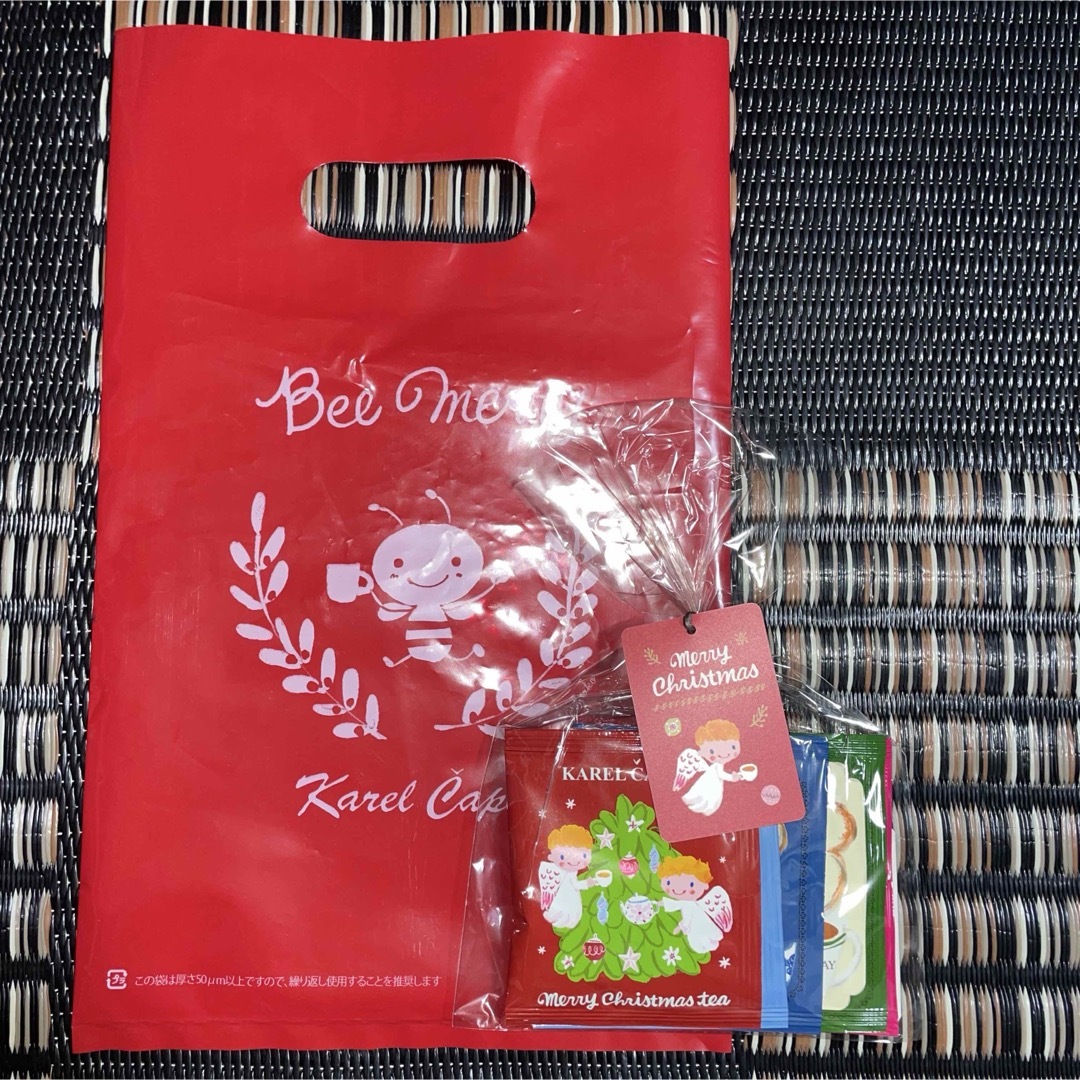 Bee Me
Merry
Christmas
KAREL Č
Karel Čap
Merry Christmas tea
プラ
この袋は厚さ50μm以上ですので、繰り返し使用することを推奨します